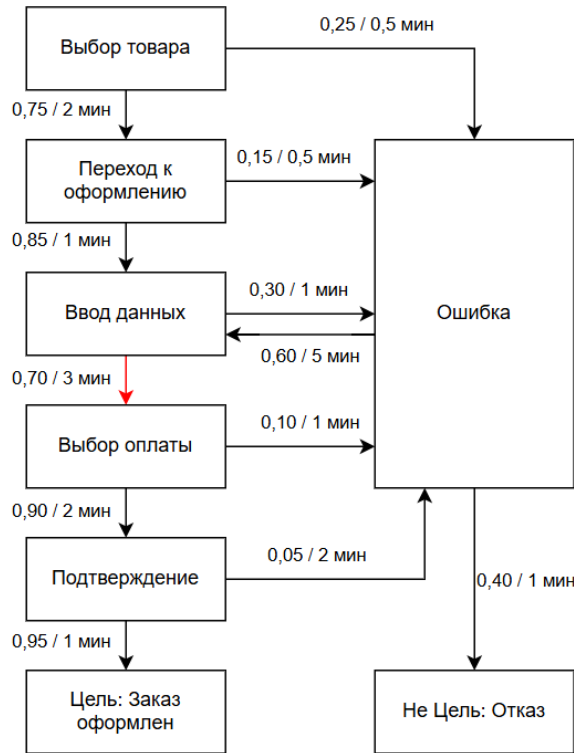 Выбор товара
0,25 / 0,5 мин
0,75 / 2 мин
Переход к
оформлению
0,15 / 0,5 мин
0,85 / 1 мин
Ввод данных
0,30 / 1 мин
Ошибка
0,60 / 5 мин
0,70 / 3 мин
Выбор оплаты
0,10 / 1 мин
0,90 / 2 мин
Подтверждение
0,05 / 2 мин
0,40 / 1 мин
0,95 / 1 мин
Цель: Заказ
оформлен
Не Цель: Отказ